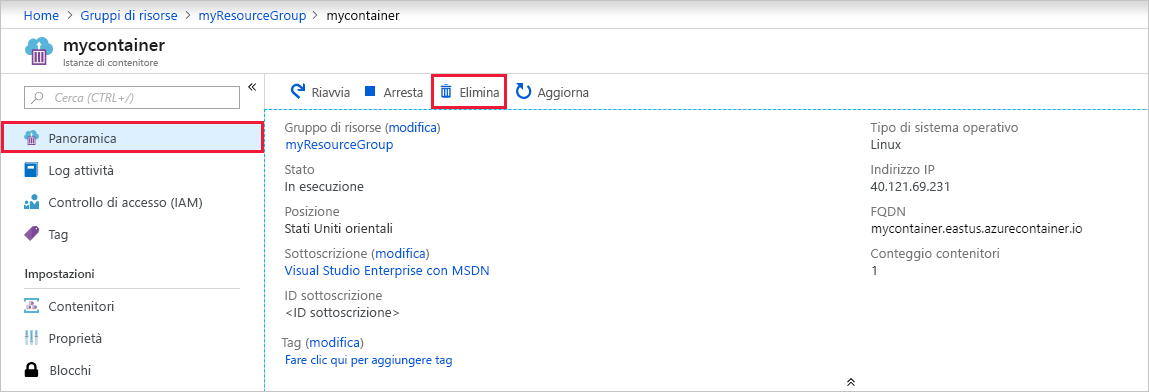 Home > Gruppi di risorse > myResourceGroup > mycontainer
mycontainer
Istanze di contenitore
«
Cerca (CTRL+/)
Panoramica
Log attività
Controllo di accesso (IAM)
Tag
Impostazioni
Contenitori
Proprietà
Blocchi
Riavvia Arresta Elimina Aggiorna
Gruppo di risorse (modifica)
myResourceGroup
Stato
In esecuzione
Posizione
Stati Uniti orientali
Sottoscrizione (modifica)
Visual Studio Enterprise con MSDN
ID sottoscrizione
<ID sottoscrizione>
Tag (modifica)
Fare clic qui per aggiungere tag
Tipo di sistema operativo
Linux
Indirizzo IP
40.121.69.231
FQDN
mycontainer.eastus.azurecontainer.io
Conteggio contenitori
1